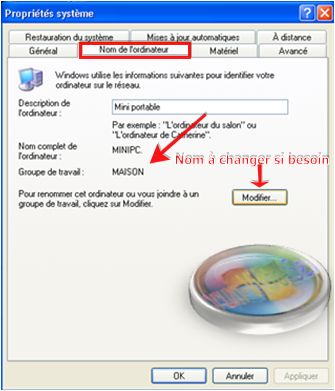 Propriétés système
Restauration du système
Mises à jour automatiques
À distance
Général
Nom de l'ordinateur
Matériel
Avancé
Windows utilise les informations suivantes pour identifier votre
ordinateur sur le réseau.
Description de
l'ordinateur :
Mini portable
Par exemple : "L'ordinateur du salon" ou
"L'ordinateur de Catherine".
Nom complet de
l'ordinateur :
MINIPC.
Nom à changer si besoin
Groupe de travail :
MAISON
Pour renommer cet ordinateur ou vous joindre à
un groupe de travail, cliquez sur Modifier.
Modifier...
OK
Annuler
Appliquer